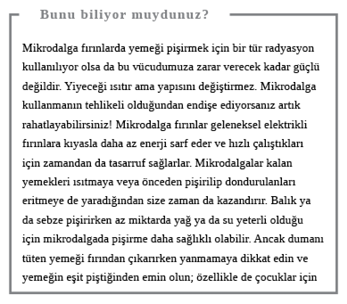 Bunu biliyor muydunuz?
Mikrodalga fırınlarda yemeği pişirmek için bir tür radyasyon
kullanılıyor olsa da bu vücudumuza zarar verecek kadar güçlü
değildir. Yiyeceği ısıtır ama yapısını değiştirmez. Mikrodalga
kullanmanın tehlikeli olduğundan endişe ediyorsanız artık
rahatlayabilirsiniz! Mikrodalga fırınlar geleneksel elektrikli
fırınlara kıyasla daha az enerji sarf eder ve hızlı çalıştıkları
için zamandan da tasarruf sağlarlar. Mikrodalgalar kalan
yemekleri ısıtmaya veya önceden pişirilip dondurulanları
eritmeye de yaradığından size zaman da kazandırır. Balık ya
da sebze pişirirken az miktarda yağ ya da su yeterli olduğu
için mikrodalgada pişirme daha sağlıklı olabilir. Ancak dumanı
tüten yemeği fırından çıkarırken yanmamaya dikkat edin ve
yemeğin eşit piştiğinden emin olun; özellikle de çocuklar için